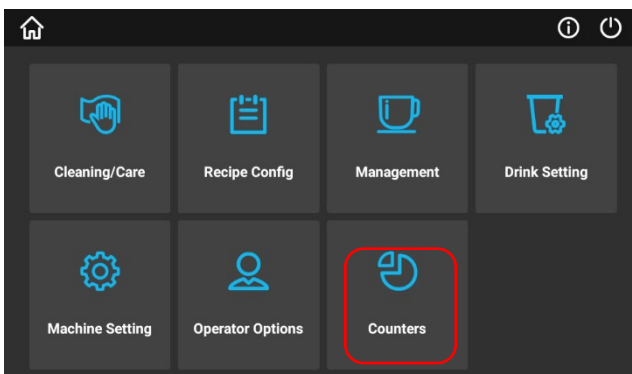 Cleaning/Care
Recipe Config
Management
Drink Setting
Machine Setting
Operator Options
Counters